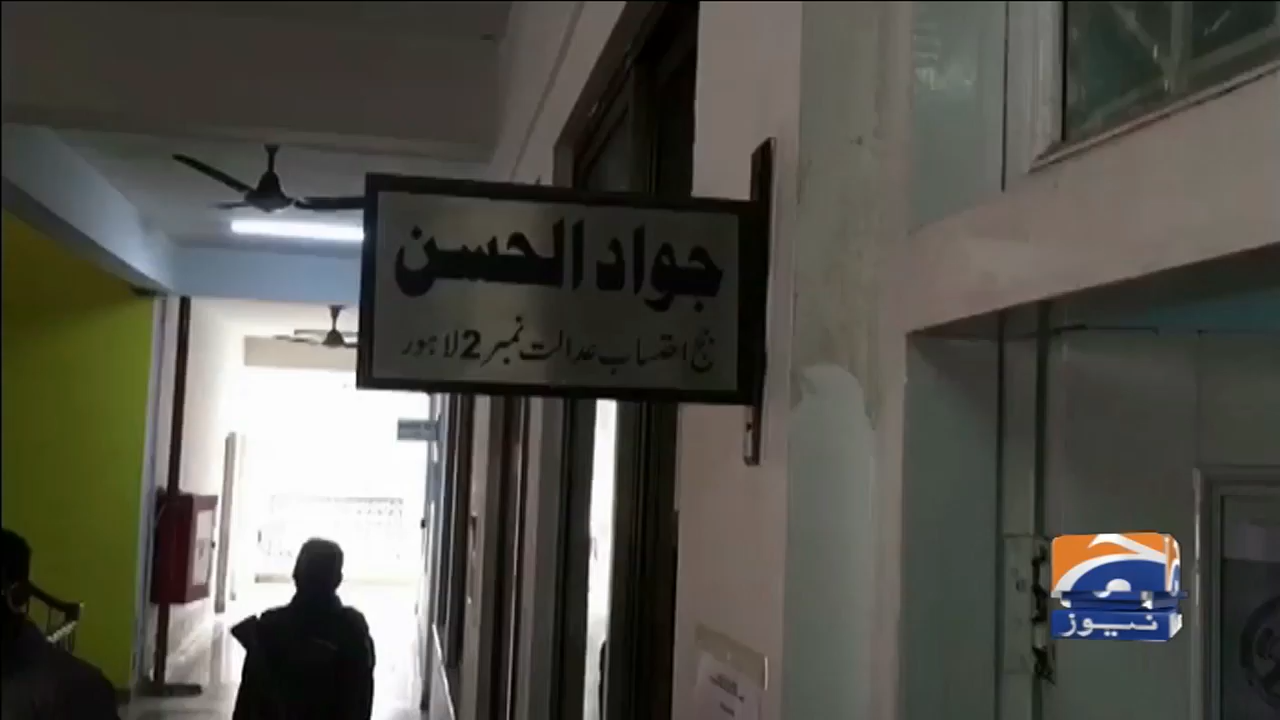 جواد الحسن
جج احتساب عدالت نمبر 2 لاہور
جیو
نیوز